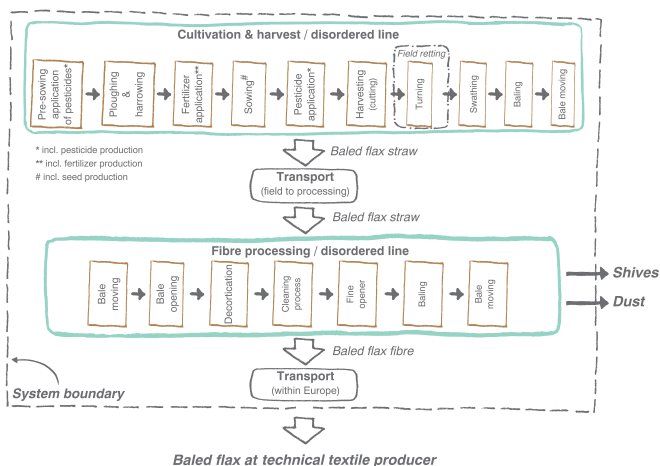 Cultivation & harvest / disordered line
Field retting
Pre-sowing
application
of pesticides*
Ploughing
&
harrowing
Fertilizer
application**
Sowing#
Pesticide
application*
Harvesting
(cutting)
Turning
Swathing
Baling
Bale moving
* incl. pesticide production
** incl. fertilizer production
# incl. seed production
Baled flax straw
Transport
(field to processing)
Baled flax straw
Fibre processing / disordered line
Bale
moving
Bale
opening
Decortication
Cleaning
process
Fine
opener
Baling
Bale
moving
Shives
Dust
Baled flax fibre
Transport
(within Europe)
System boundary
Baled flax at technical textile producer